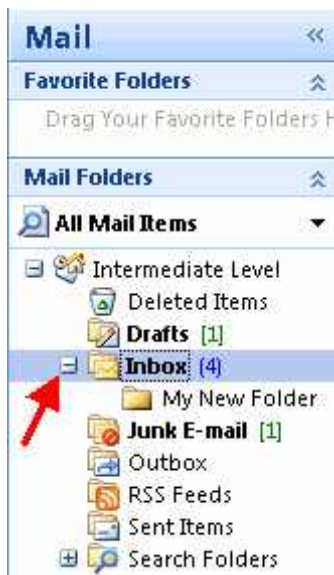 Mail
Favorite Folders
Drag Your Favorite Folders
Mail Folders
All Mail Items
Intermediate Level
Deleted Items
Drafts [1]
Inbox (4)
My New Folder
Junk E-mail [1]
Outbox
RSS Feeds
Sent Items
Search Folders